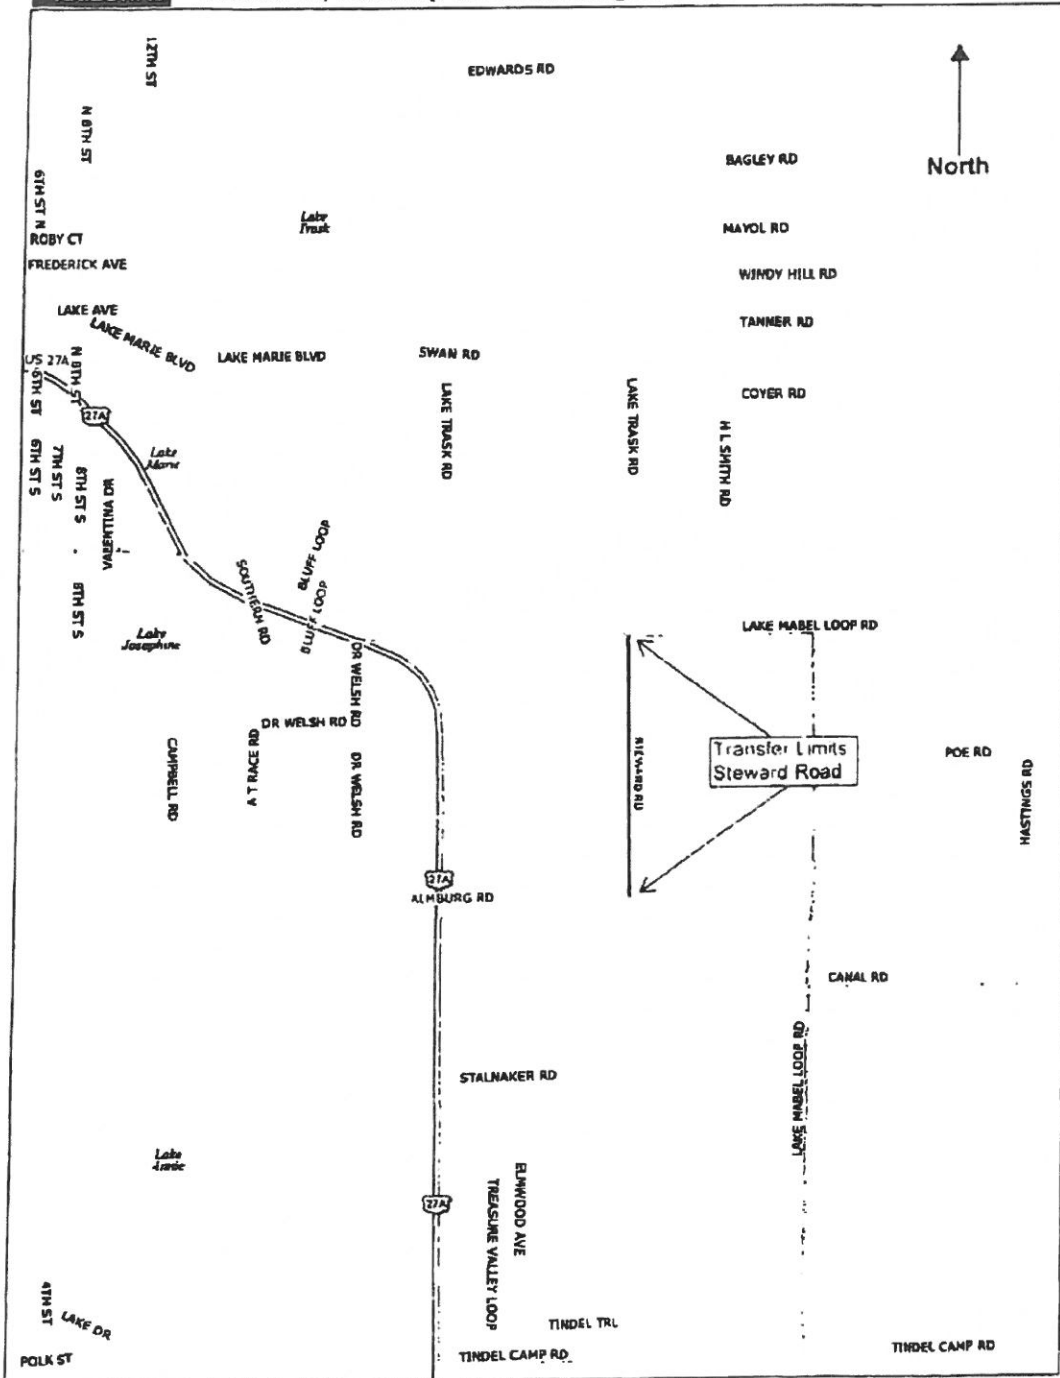 12TH ST
EDWARDS RD
N 8TH ST
BAGLEY RD
North
6TH ST N
Lake
Trask
MAYOL RD
ROBY CT
FREDERICK AVE
WINDY HILL RD
LAKE AVE
LAKE MARIE BLVD
TANNER RD
US 27A
LAKE MARIE BLVD
SWAN RD
6TH ST
N 8TH ST
27A
LAKE TRASK RD
LAKE TRASK RD
COYER RD
H L SMITH RD
6TH ST S
7TH ST S
8TH ST S
VALENTINA DR
Lake
Marie
BLUFF LOOP
SOUTHERN RD
BLUFF LOOP
8TH ST S
Lake
Josephine
LAKE MABEL LOOP RD
DR WELSH RD
DR WELSH RD
CAMPBELL RD
A T RACE RD
DR WELSH RD
STEWARD RD
Transfer Limits
Steward Road
POE RD
HASTINGS RD
27A
ALMBURG RD
CANAL RD
LAKE MABEL LOOP RD
STALNAKER RD
Lake
Annie
27A
TREASURE VALLEY LOOP
ELMWOOD AVE
4TH ST
LAKE DR
TINDEL TRL
POLK ST
TINDEL CAMP RD
TINDEL CAMP RD